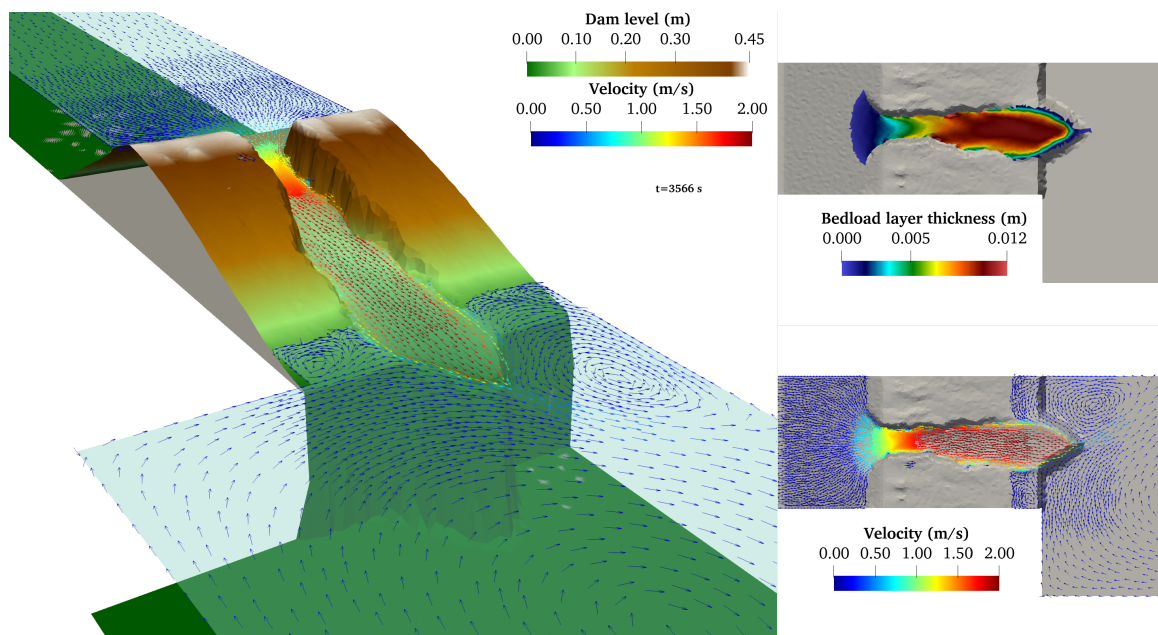 Dam level (m)
0.00 0.10 0.20 0.30 0.45
Velocity (m/s)
0.00 0.50 1.00 1.50 2.00
t=3566 s
Bedload layer thickness (m)
0.000 0.005 0.012
Velocity (m/s)
0.00 0.50 1.00 1.50 2.00